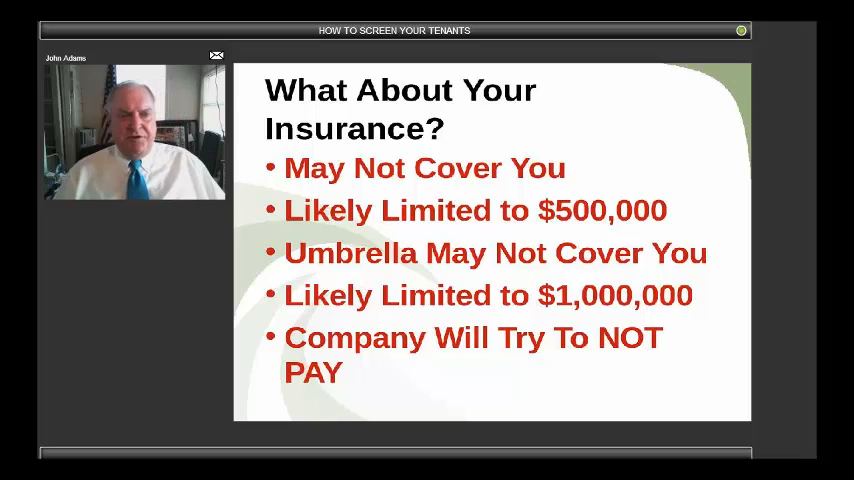 HOW TO SCREEN YOUR TENANTS
John Adams
What About Your
Insurance?
• May Not Cover You
• Likely Limited to $500,000
• Umbrella May Not Cover You
• Likely Limited to $1,000,000
• Company Will Try To NOT
PAY